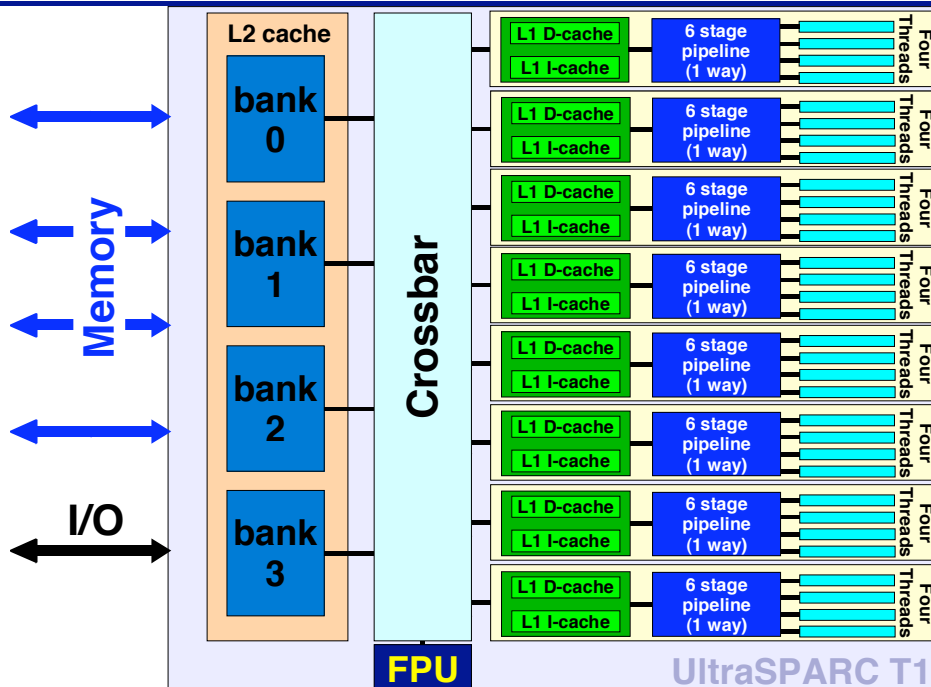 L2 cache
bank
0
bank
1
bank
2
bank
3
Memory
I/O
Crossbar
FPU
L1 D-cache
L1 I-cache
6 stage
pipeline
(1 way)
Four
Threads
L1 D-cache
L1 I-cache
6 stage
pipeline
(1 way)
Four
Threads
L1 D-cache
L1 I-cache
6 stage
pipeline
(1 way)
Four
Threads
L1 D-cache
L1 I-cache
6 stage
pipeline
(1 way)
Four
Threads
L1 D-cache
L1 I-cache
6 stage
pipeline
(1 way)
Four
Threads
L1 D-cache
L1 I-cache
6 stage
pipeline
(1 way)
Four
Threads
L1 D-cache
L1 I-cache
6 stage
pipeline
(1 way)
Four
Threads
L1 D-cache
L1 I-cache
6 stage
pipeline
(1 way)
Four
Threads
UltraSPARC T1